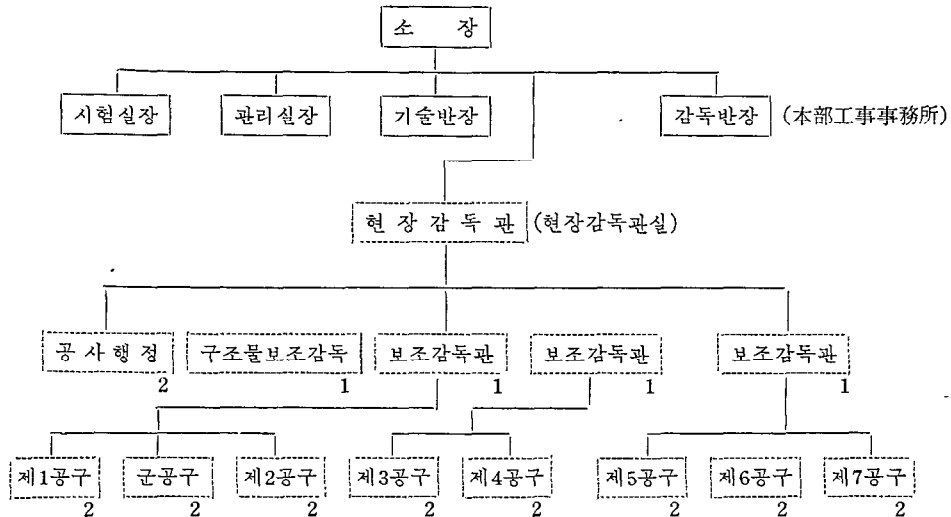 소 장
시험실장 관리실장 기술반장 감독반장 (本部工事事務所)
현 장 감 독 관 (현장감독관실)
공 사 행 정 구조물보조감독 보조감독관 보조감독관 보조감독관
2 1 1 1 1
제1공구 군공구 제2공구 제3공구 제4공구 제5공구 제6공구 제7공구
2 2 2 2 2 2 2 2